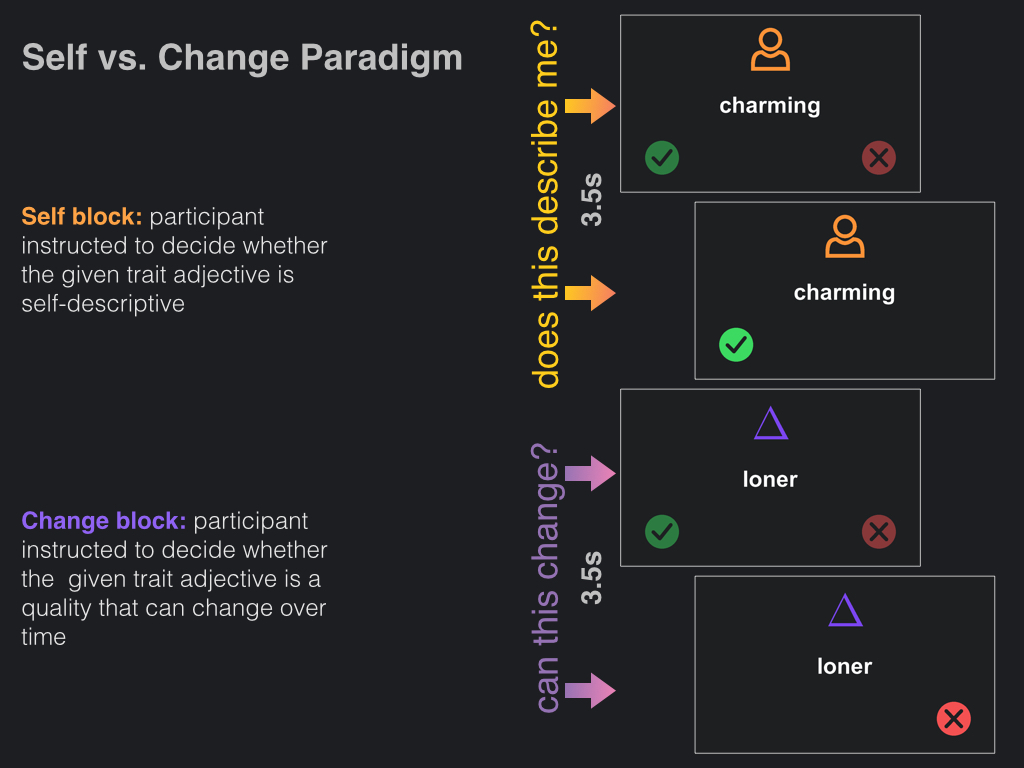 Self vs. Change Paradigm
Self block: participant
instructed to decide whether
the given trait adjective is
self-descriptive
Change block: participant
instructed to decide whether
the  given trait adjective is a
quality that can change over
time
does this describe me?
3.5s
charming
charming
can this change?
3.5s
loner
loner